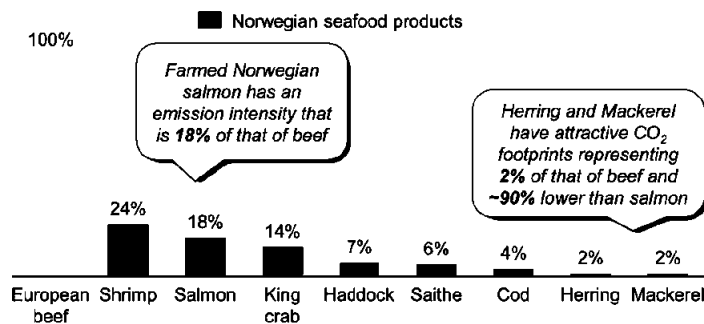 Norwegian seafood products
100%
Farmed Norwegian
salmon has an
emission intensity that
is 18% of that of beef
Herring and Mackerel
have attractive CO₂
footprints representing
2% of that of beef and
~90% lower than salmon
24%
18%
14%
7%
6%
4%
2%
2%
European
beef
Shrimp
Salmon
King
crab
Haddock
Saithe
Cod
Herring
Mackerel